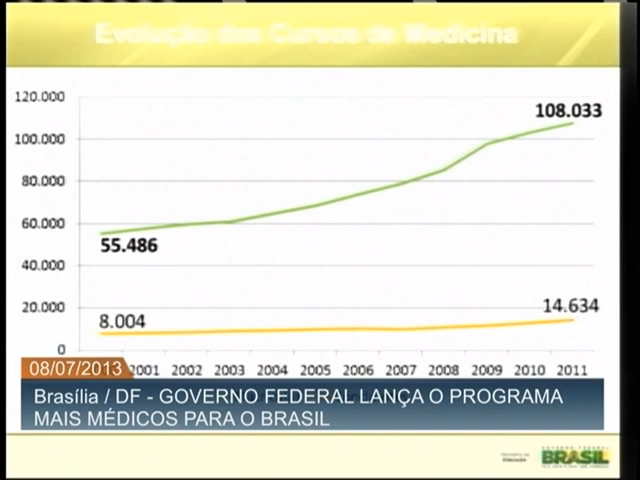 Evolução dos Cursos de Medicina
120.000
100.000
80.000
60.000
40.000
20.000
0
108.033
55.486
14.634
8.004
2001 2002 2003 2004 2005 2006 2007 2008 2009 2010 2011
08/07/2013
Brasília / DF - GOVERNO FEDERAL LANÇA O PROGRAMA
MAIS MÉDICOS PARA O BRASIL
Educação
BRASIL